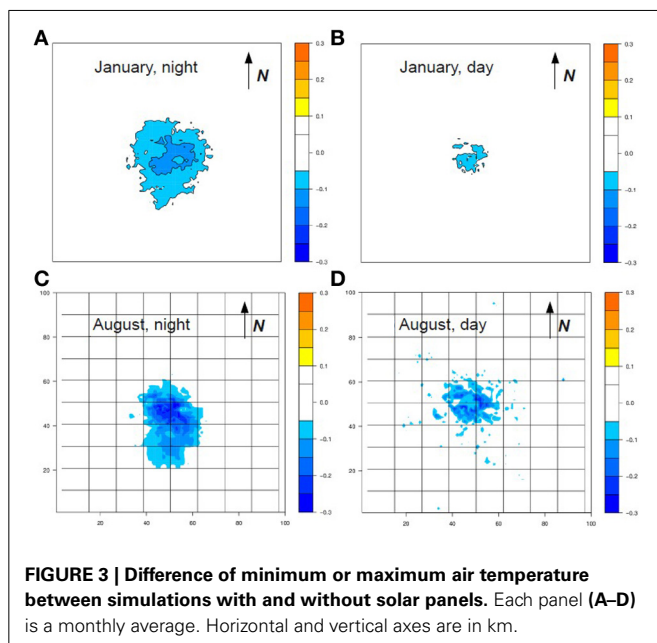 A
January, night
N
0.3
0.2
0.1
0.0
−0.1
−0.2
−0.3
B
January, day
N
0.3
0.2
0.1
0.0
−0.1
−0.2
−0.3
C
August, night
N
100
80
60
40
20
20 40 60 80 100
0.3
0.2
0.1
0.0
−0.1
−0.2
−0.3
D
August, day
N
100
80
60
40
20
20 40 60 80 100
0.3
0.2
0.1
0.0
−0.1
−0.2
−0.3
FIGURE 3 | Difference of minimum or maximum air temperature
between simulations with and without solar panels. Each panel (A–D)
is a monthly average. Horizontal and vertical axes are in km.